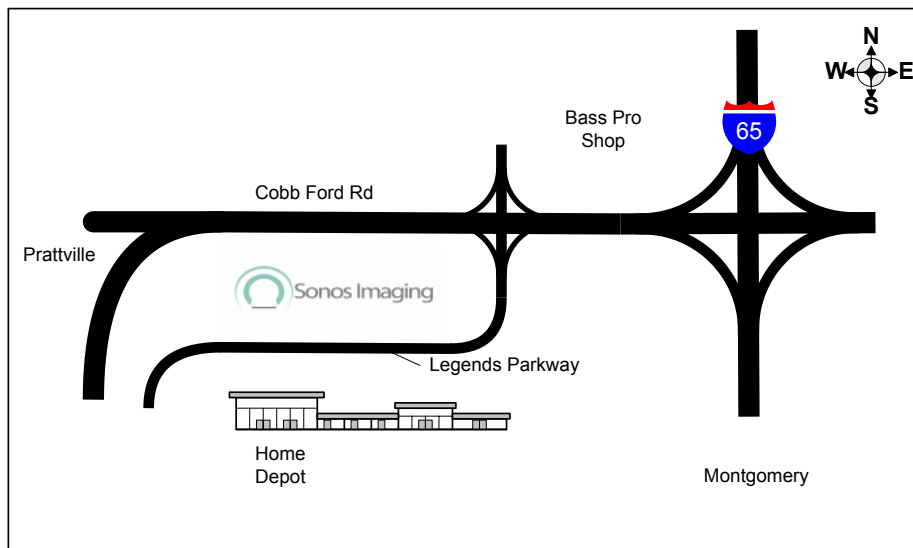 N
W E
S
65
Bass Pro
Shop
Cobb Ford Rd
Prattville
Sonos Imaging
Legends Parkway
Home
Depot
Montgomery